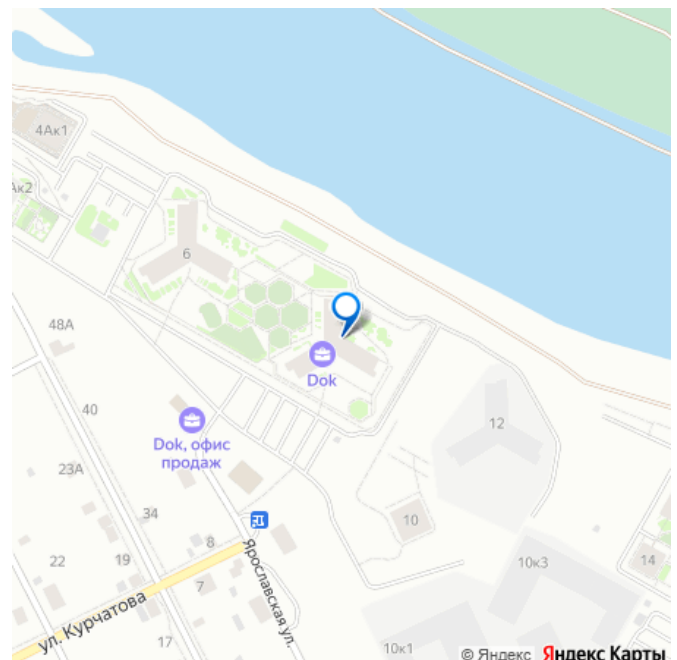 4Ак1
Ак2
6
48А
Dok
40
Dok, офис
продаж
12
23А
34
10
8
22
19
7
Ярославская ул.
10к3
14
ул. Курчатова
17
10к1
© Яндекс Яндекс Карты